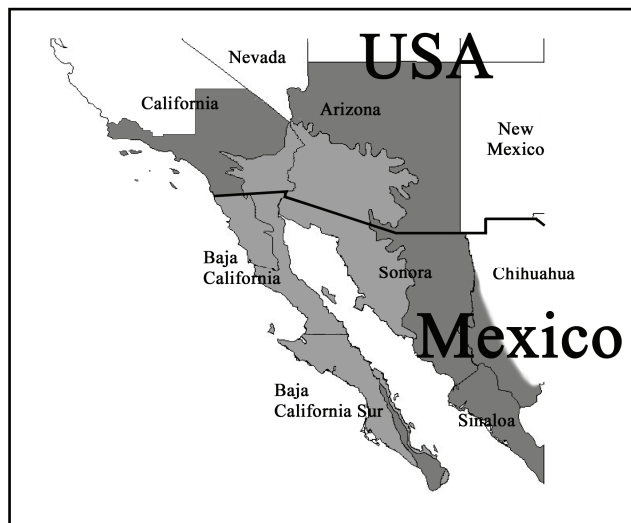 USA
Nevada
California
Arizona
New
Mexico
Baja
California
Sonora
Chihuahua
Mexico
Baja
California Sur
Sinaloa